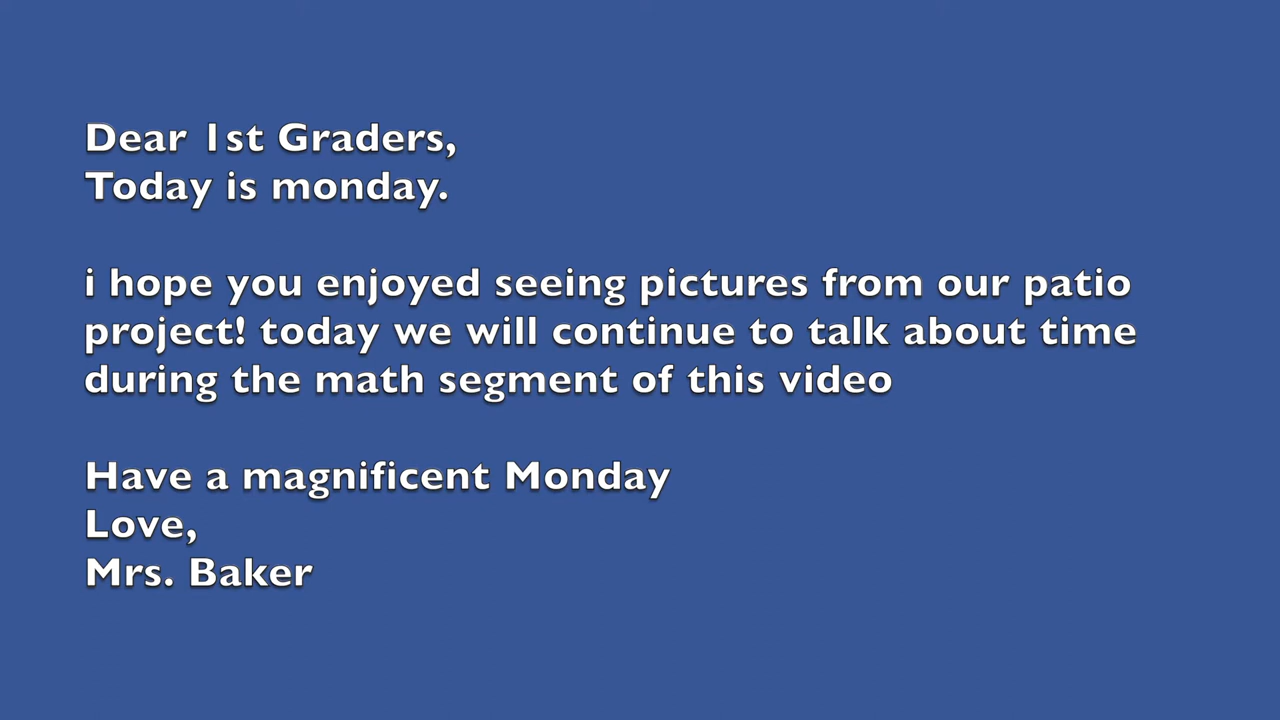 Dear 1st Graders,
Today is monday.
i hope you enjoyed seeing pictures from our patio
project! today we will continue to talk about time
during the math segment of this video
Have a magnificent Monday
Love,
Mrs. Baker